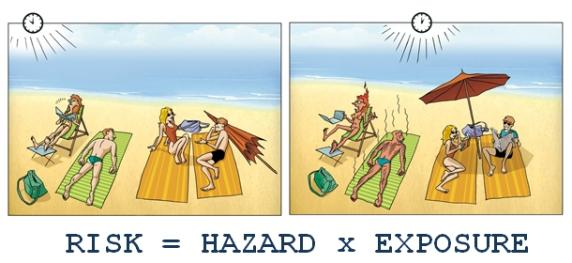 RISK = HAZARD x EXPOSURE